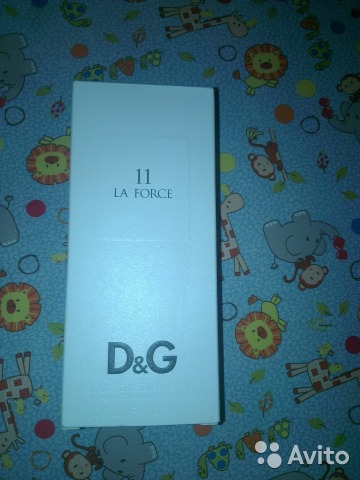 11
LA FORCE
D&G
Avito